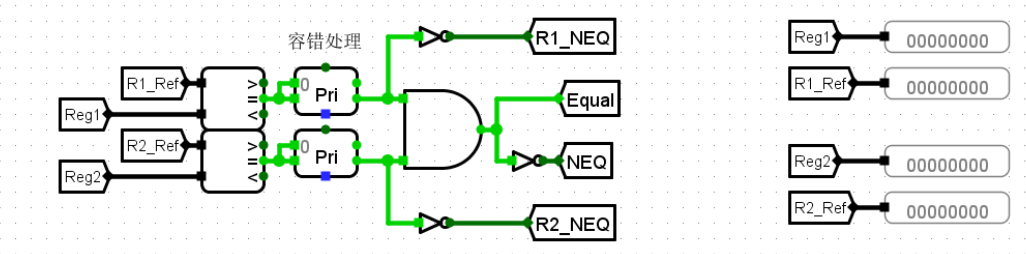 容错处理
R1_NEQ
Reg1
00000000
R1_Ref
>
=
<
0
Pri
R1_Ref
00000000
Reg1
Equal
R2_Ref
>
=
<
0
Pri
NEQ
Reg2
00000000
Reg2
R2_NEQ
R2_Ref
00000000